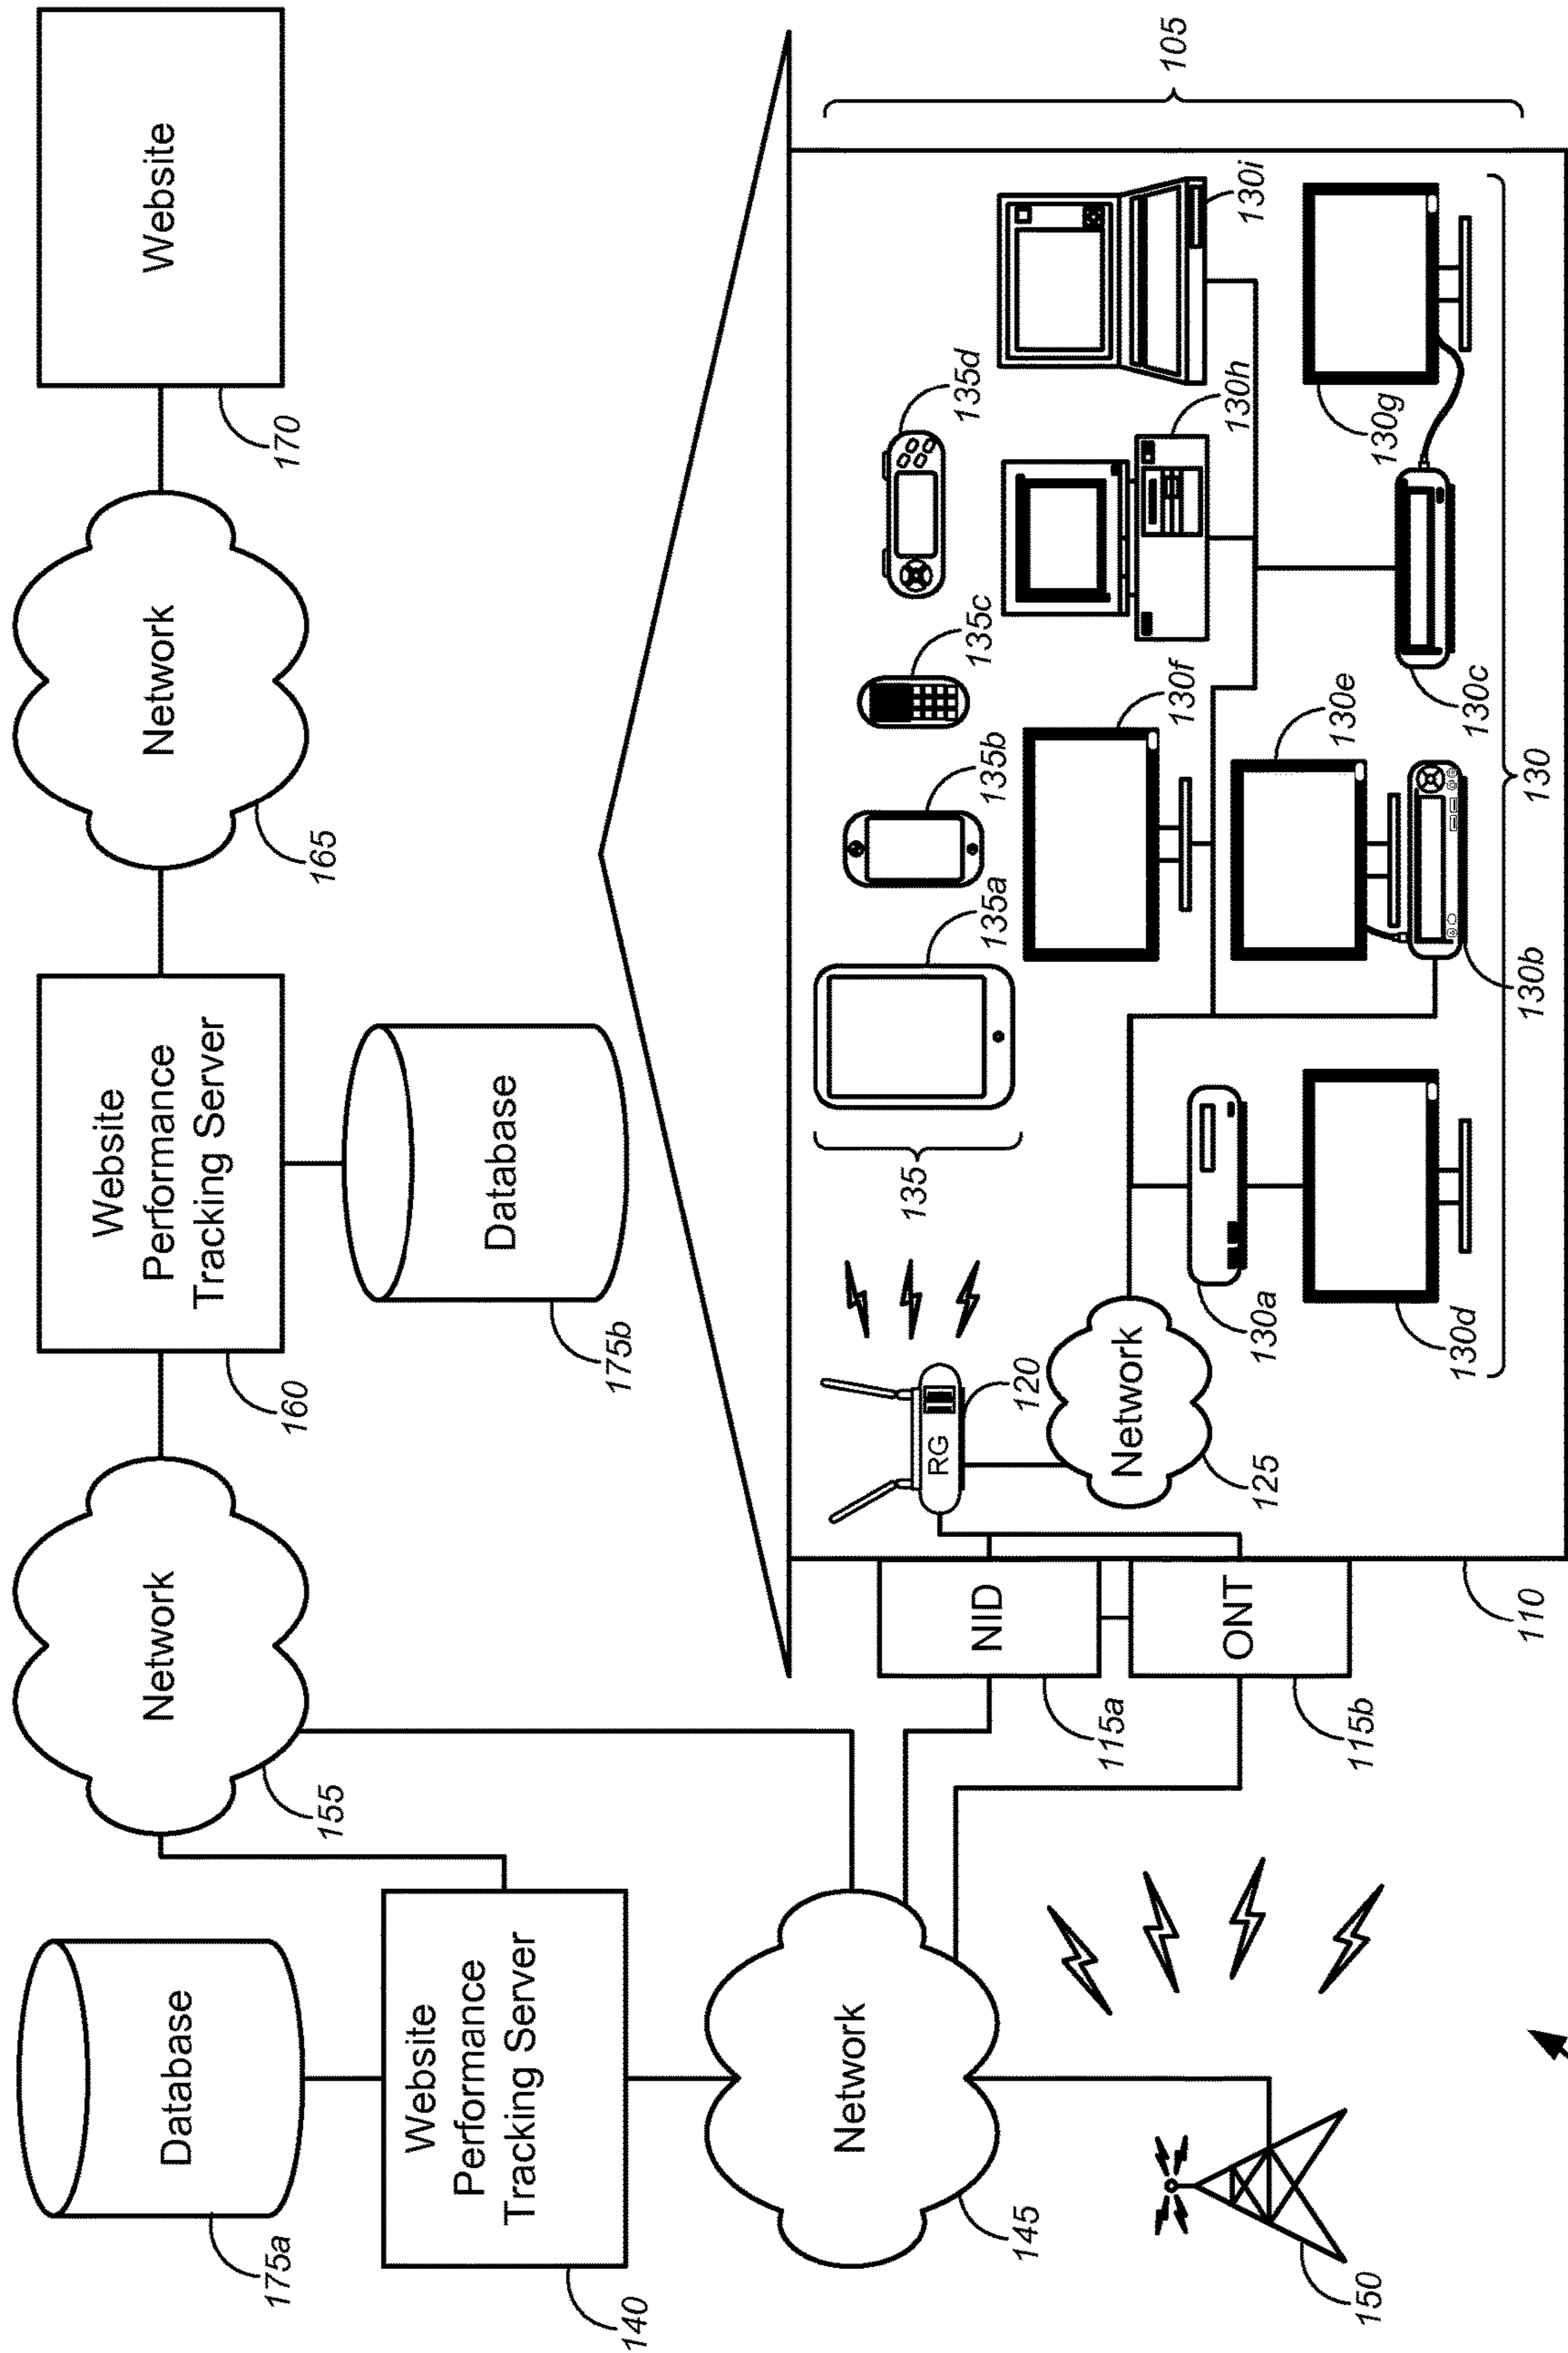 Database
175a
Website
Performance
Tracking Server
140
Network
155
Network
145
150
Website
Performance
Tracking Server
160
Database
175b
Network
165
Website
170
NID
115a
ONT
115b
110
RG
120
Network
125
135
135a
135b
135c
135d
130a
130d
130f
130e
130b
130h
130i
130c
130g
130
105